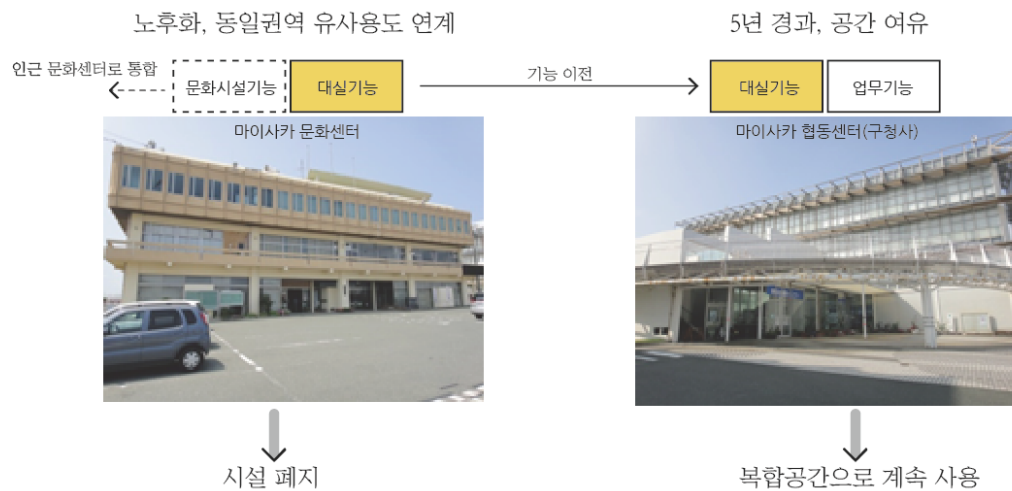 노후화, 동일권역 유사용도 연계
5년 경과, 공간 여유
인근 문화센터로 통합
문화시설기능
대실기능
기능 이전
대실기능
업무기능
마이사카 문화센터
마이사카 협동센터(구청사)
시설 폐지
복합공간으로 계속 사용